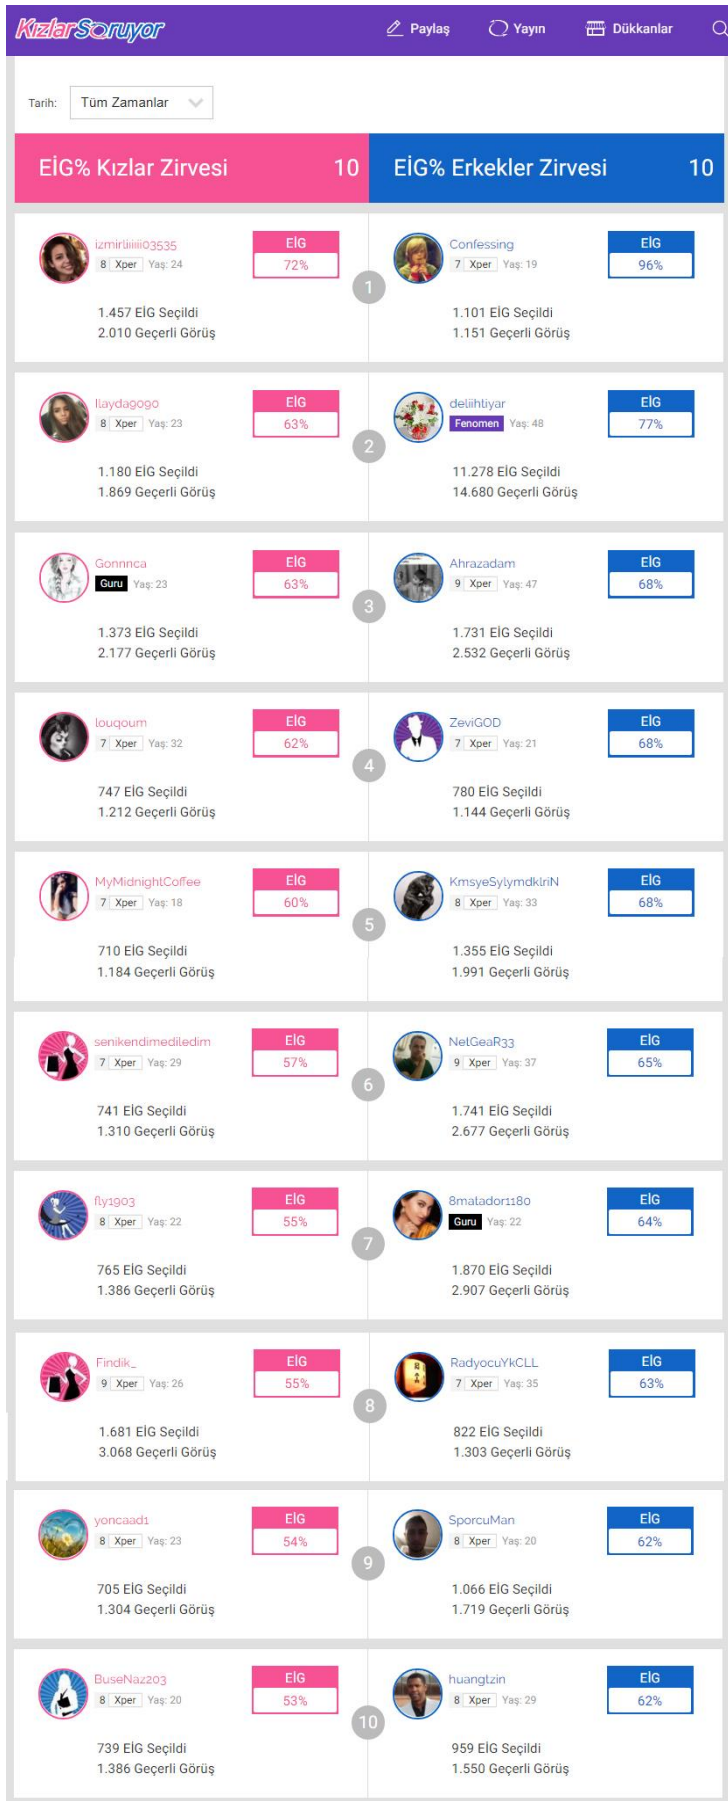 KızlarSoruyor Paylaş Yayın Dükkanlar
Tarih: Tüm Zamanlar
EİG% Kızlar Zirvesi 10 EİG% Erkekler Zirvesi 10
izmirliiiiii03535 EİG Confessing EİG
8 Xper Yaş: 24 72% 7 Xper Yaş: 19 96%
1
1.457 EİG Seçildi 1.101 EİG Seçildi
2.010 Geçerli Görüş 1.151 Geçerli Görüş
Ilayda9090 EİG deliihtiyar EİG
8 Xper Yaş: 23 63% Fenomen Yaş: 48 77%
2
1.180 EİG Seçildi 11.278 EİG Seçildi
1.869 Geçerli Görüş 14.680 Geçerli Görüş
Gonnnca EİG Ahrazadam EİG
Guru Yaş: 23 63% 9 Xper Yaş: 47 68%
3
1.373 EİG Seçildi 1.731 EİG Seçildi
2.177 Geçerli Görüş 2.532 Geçerli Görüş
louqoum EİG ZeviGOD EİG
7 Xper Yaş: 32 62% 7 Xper Yaş: 21 68%
4
747 EİG Seçildi 780 EİG Seçildi
1.212 Geçerli Görüş 1.144 Geçerli Görüş
MyMidnightCoffee EİG KmsyeSylymdklriN EİG
7 Xper Yaş: 18 60% 8 Xper Yaş: 33 68%
5
710 EİG Seçildi 1.355 EİG Seçildi
1.184 Geçerli Görüş 1.991 Geçerli Görüş
senikendimediledim EİG NetGeaR33 EİG
7 Xper Yaş: 29 57% 9 Xper Yaş: 37 65%
6
741 EİG Seçildi 1.741 EİG Seçildi
1.310 Geçerli Görüş 2.677 Geçerli Görüş
fly1903 EİG 8matador1180 EİG
8 Xper Yaş: 22 55% Guru Yaş: 22 64%
7
765 EİG Seçildi 1.870 EİG Seçildi
1.386 Geçerli Görüş 2.907 Geçerli Görüş
Findik_ EİG RadyocuYkCLL EİG
9 Xper Yaş: 26 55% 7 Xper Yaş: 35 63%
8
1.681 EİG Seçildi 822 EİG Seçildi
3.068 Geçerli Görüş 1.303 Geçerli Görüş
yoncaad1 EİG SporcuMan EİG
8 Xper Yaş: 23 54% 8 Xper Yaş: 20 62%
9
705 EİG Seçildi 1.066 EİG Seçildi
1.304 Geçerli Görüş 1.719 Geçerli Görüş
BuseNaz203 EİG huangtzin EİG
8 Xper Yaş: 20 53% 8 Xper Yaş: 29 62%
10
739 EİG Seçildi 959 EİG Seçildi
1.386 Geçerli Görüş 1.550 Geçerli Görüş